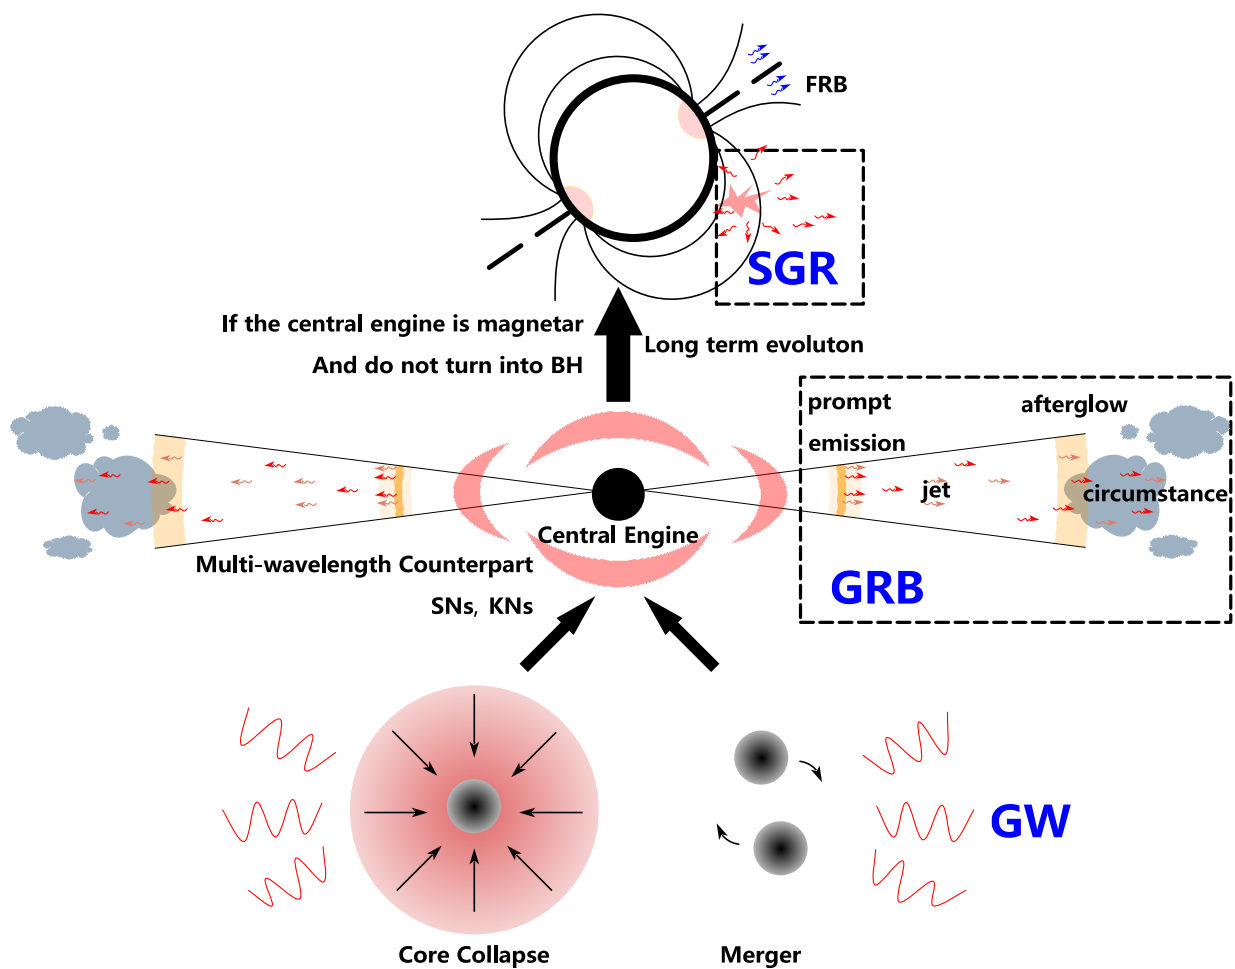 FRB
SGR
If the central engine is magnetar
And do not turn into BH
Long term evoluton
prompt
emission
afterglow
jet
circumstance
GRB
Central Engine
Multi-wavelength Counterpart
SNs, KNs
GW
Core Collapse
Merger